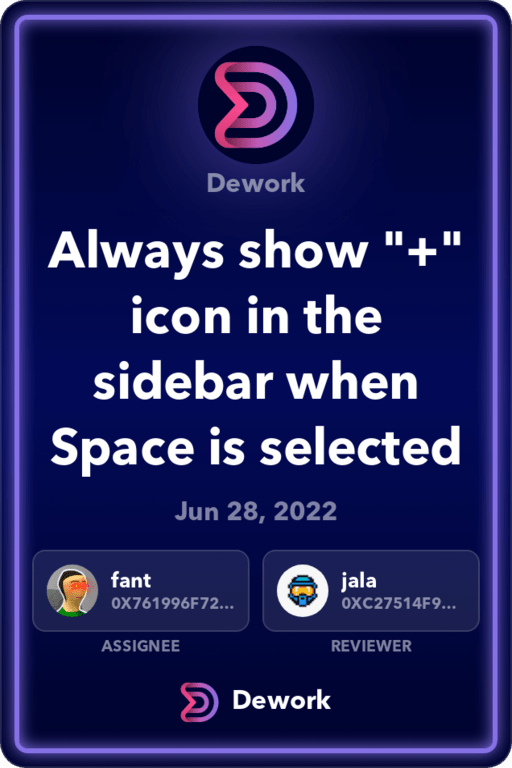 Dework
Always show "+"
icon in the
sidebar when
Space is selected
Jun 28, 2022
fant
0X761996F72...
jala
0XC27514F9...
ASSIGNEE
REVIEWER
Dework